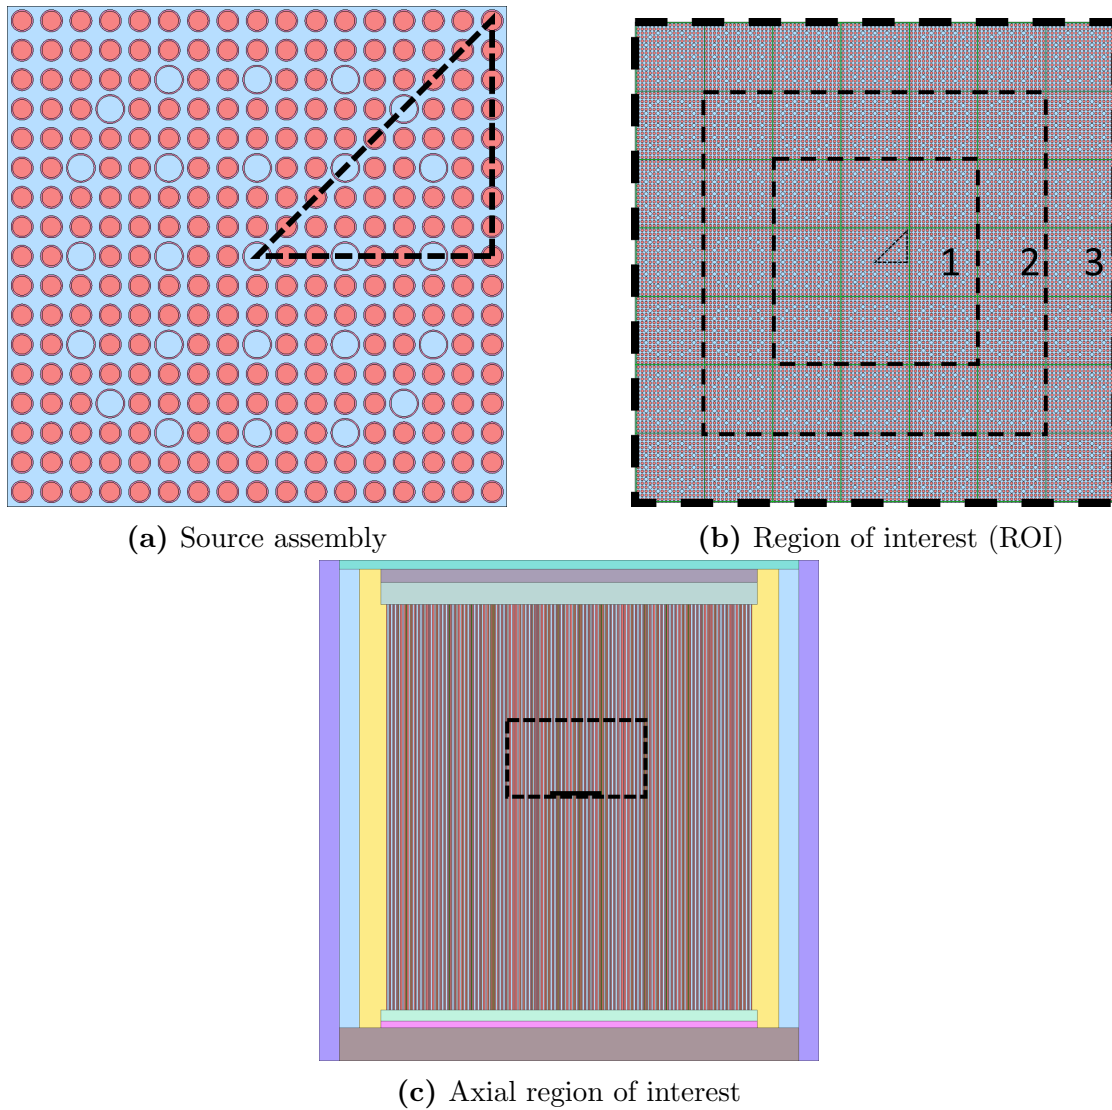 1 2 3
(a) Source assembly
(b) Region of interest (ROI)
(c) Axial region of interest